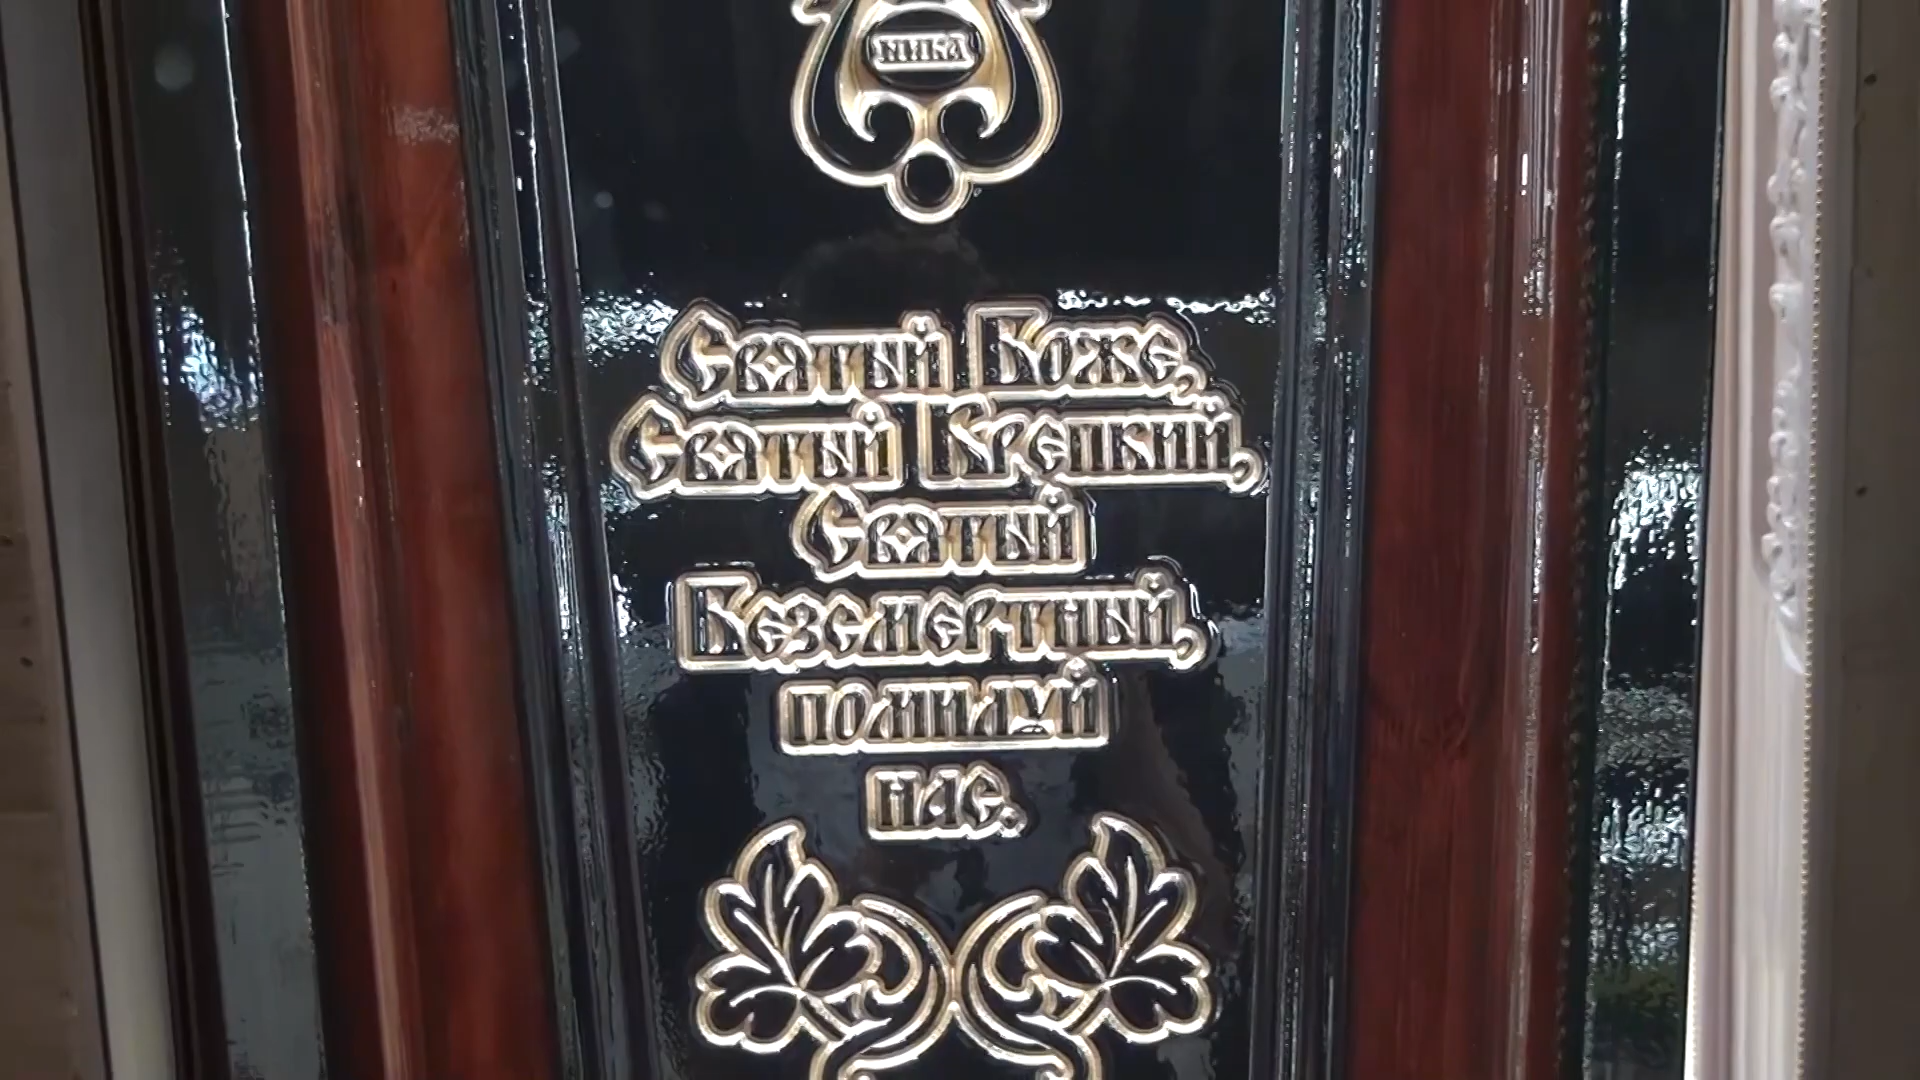 НИКА
Святый Боже,
Святый Крепкий,
Святый
Безсмертный,
помилуй
нас.